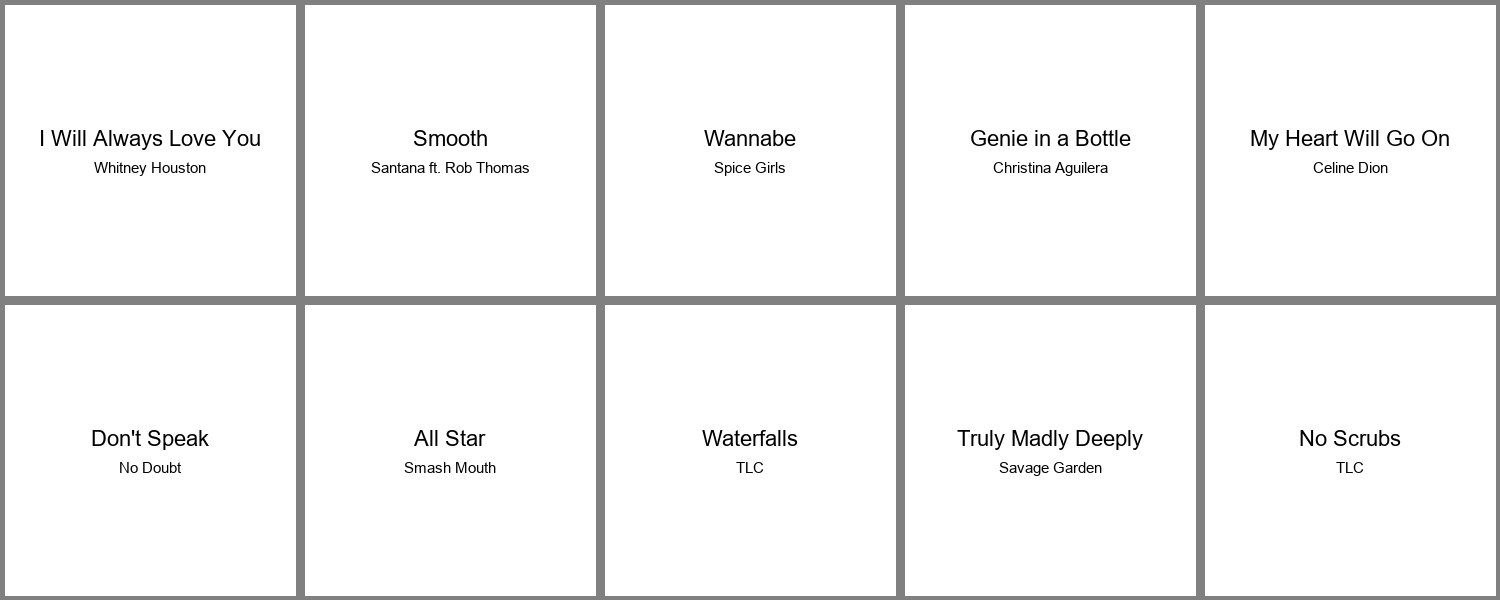 I Will Always Love You
Whitney Houston
Smooth
Santana ft. Rob Thomas
Wannabe
Spice Girls
Genie in a Bottle
Christina Aguilera
My Heart Will Go On
Celine Dion
Don't Speak
No Doubt
All Star
Smash Mouth
Waterfalls
TLC
Truly Madly Deeply
Savage Garden
No Scrubs
TLC